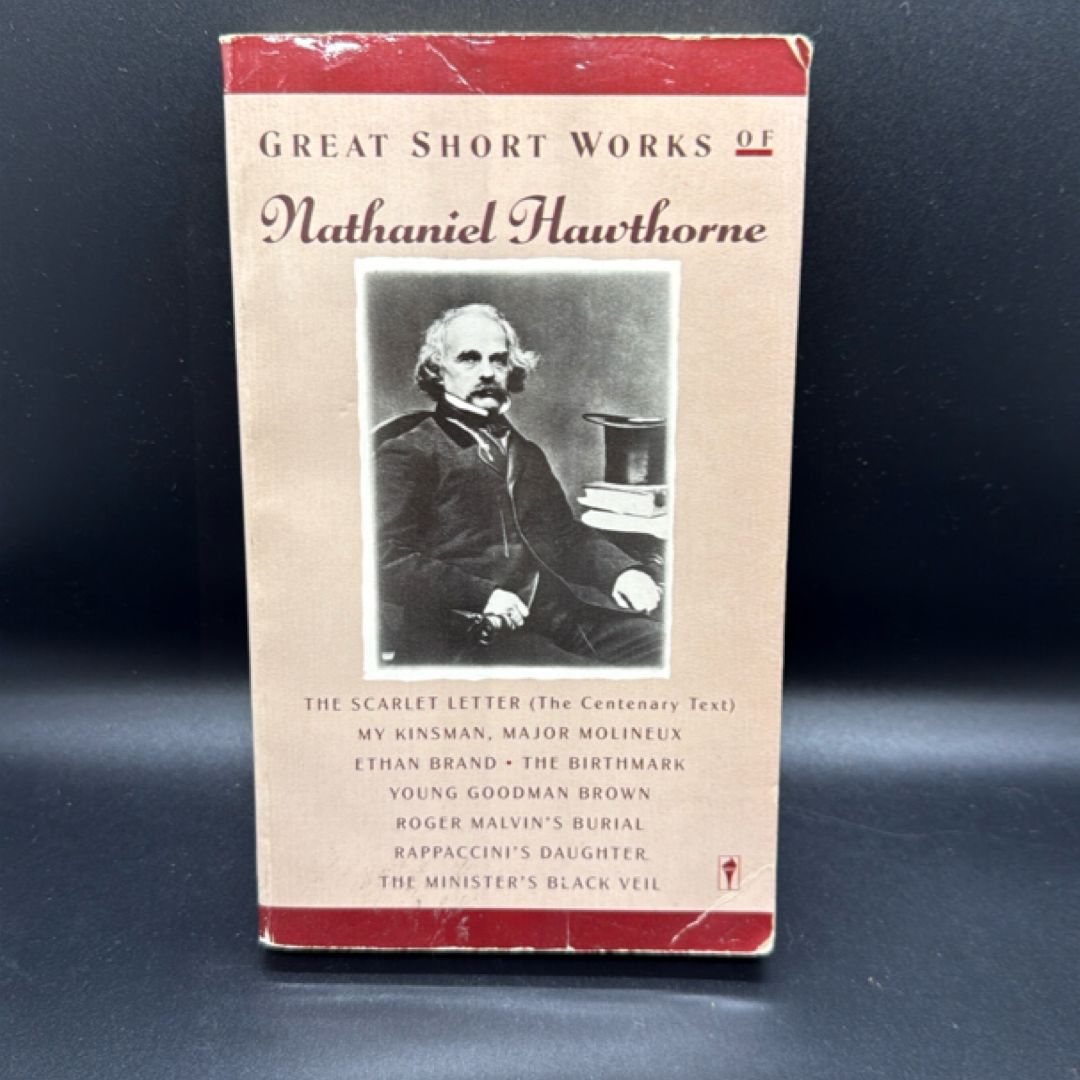 GREAT SHORT WORKS OF
Nathaniel Hawthorne
THE SCARLET LETTER (The Centenary Text)
MY KINSMAN, MAJOR MOLINEUX
ETHAN BRAND • THE BIRTHMARK
YOUNG GOODMAN BROWN
ROGER MALVIN'S BURIAL
RAPPACCINI'S DAUGHTER
THE MINISTER'S BLACK VEIL